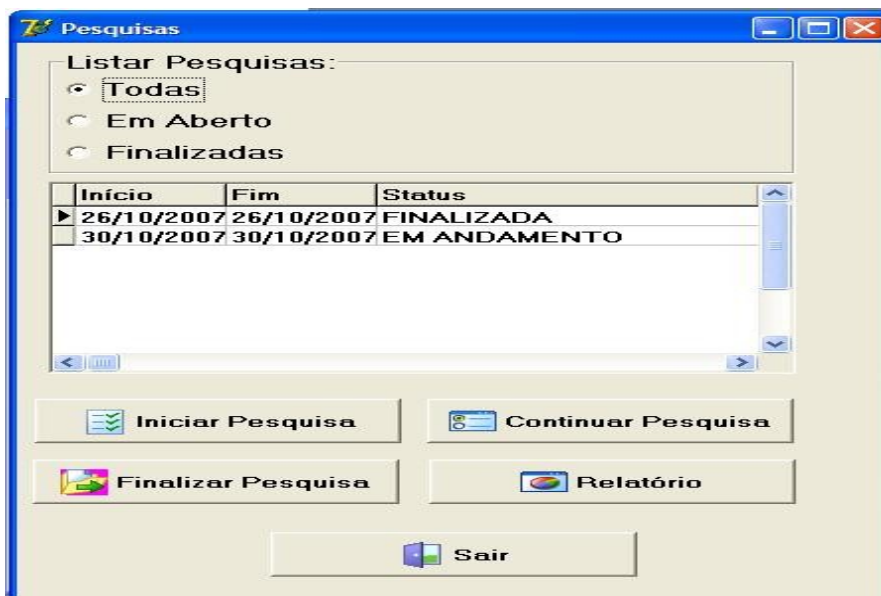 Pesquisas
Listar Pesquisas:
Todas
Em Aberto
Finalizadas
Início Fim Status
26/10/2007 26/10/2007 FINALIZADA
30/10/2007 30/10/2007 EM ANDAMENTO
Iniciar Pesquisa Continuar Pesquisa
Finalizar Pesquisa Relatório
Sair